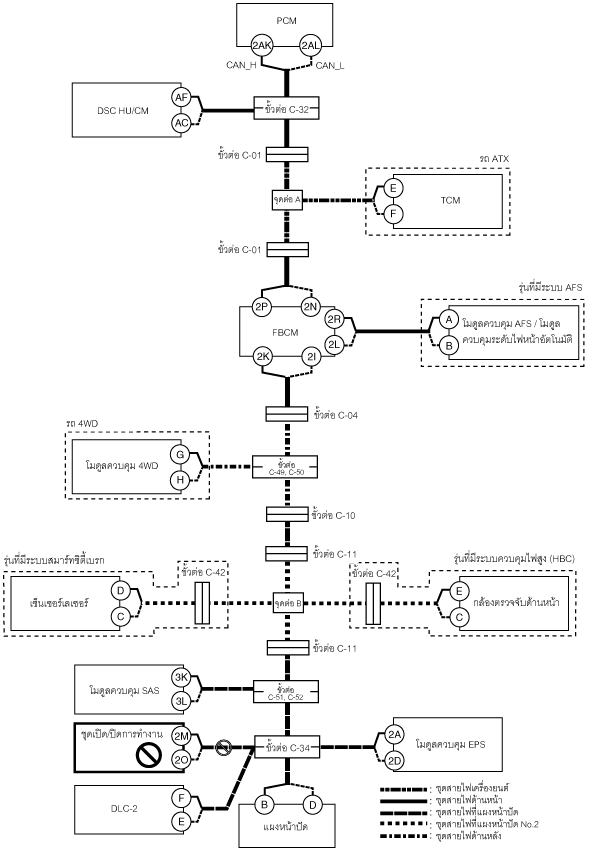 PCM
2AK
2AL
CAN_H
CAN_L
DSC HU/CM
AF
AC
ขั้วต่อ C-32
ขั้วต่อ C-01
รถ ATX
จุดต่อ A
E
F
TCM
ขั้วต่อ C-01
รุ่นที่มีระบบ AFS
2P
2N
FBCM
2R
2L
2K
2I
A
B
โมดูลควบคุม AFS / โมดูล
ควบคุมระดับไฟหน้าอัตโนมัติ
ขั้วต่อ C-04
รถ 4WD
โมดูลควบคุม 4WD
G
H
ขั้วต่อ
C-49, C-50
ขั้วต่อ C-10
ขั้วต่อ C-11
รุ่นที่มีระบบสมาร์ทซิตี้เบรก
ขั้วต่อ C-42
เซ็นเซอร์เลเซอร์
D
C
จุดต่อ B
รุ่นที่มีระบบควบคุมไฟสูง (HBC)
ขั้วต่อ C-42
E
C
กล้องตรวจจับด้านหน้า
ขั้วต่อ C-11
โมดูลควบคุม SAS
3K
3L
ขั้วต่อ
C-51, C-52
ชุดเปิด/ปิดการทำงาน
2M
2O
ขั้วต่อ C-34
2A
2D
โมดูลควบคุม EPS
DLC-2
F
E
B
D
แผงหน้าปัด
: ชุดสายไฟเครื่องยนต์
: ชุดสายไฟด้านหน้า
: ชุดสายไฟที่แผงหน้าปัด
: ชุดสายไฟที่แผงหน้าปัด No.2
: ชุดสายไฟด้านหลัง